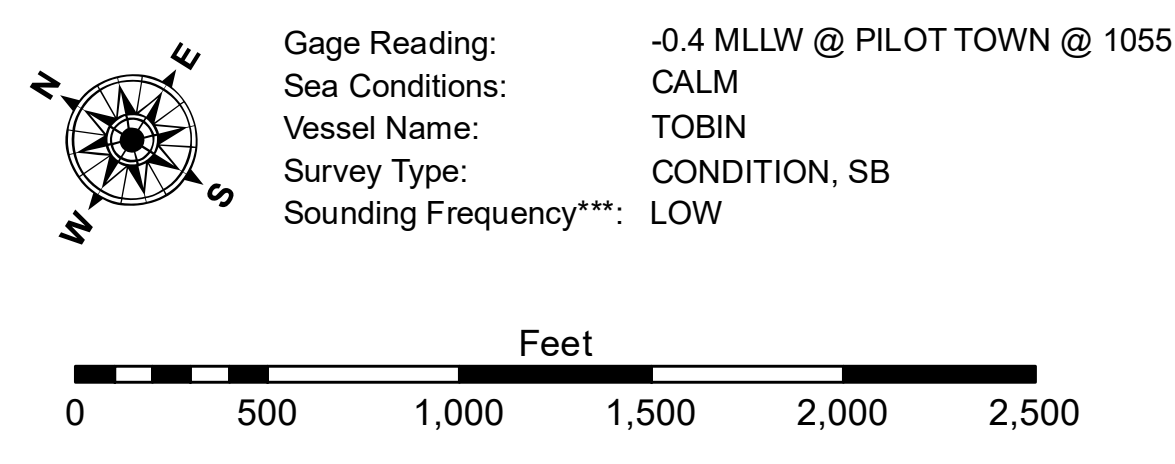 N
E
S
W
Gage Reading: -0.4 MLLW @ PILOT TOWN @ 1055
Sea Conditions: CALM
Vessel Name: TOBIN
Survey Type: CONDITION, SB
Sounding Frequency***: LOW
Feet
0 500 1,000 1,500 2,000 2,500